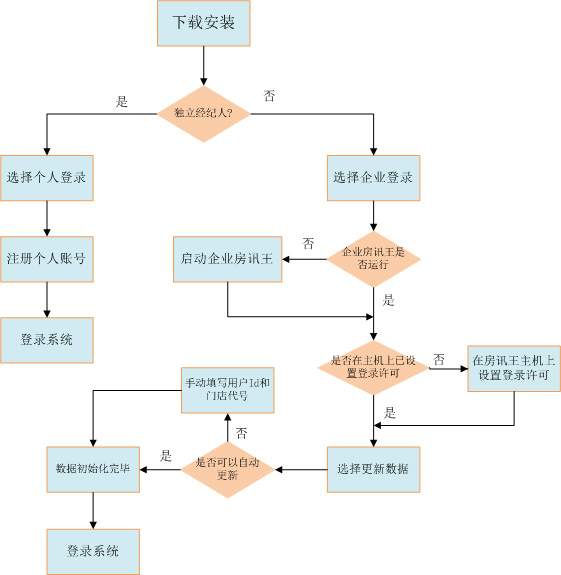 下载安装
是
否
独立经纪人?
选择个人登录
选择企业登录
注册个人账号
启动企业房讯王
否
企业房讯王是
否运行
是
登录系统
是否在主机上已设
置登录许可
否
在房讯王主机上
设置登录许可
手动填写用户Id和
门店代号
是
否
数据初始化完毕
是
是否可以自动
更新
选择更新数据
登录系统